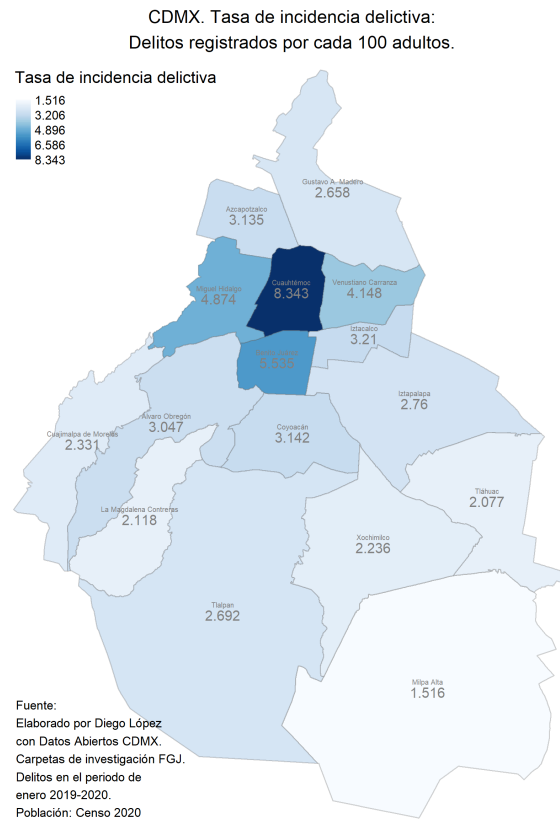 CDMX. Tasa de incidencia delictiva:
Delitos registrados por cada 100 adultos.
Tasa de incidencia delictiva
1.516
3.206
4.896
6.586
8.343
Gustavo A. Madero
2.658
Azcapotzalco
3.135
Miguel Hidalgo
4.874
Cuauhtémoc
8.343
Venustiano Carranza
4.148
Iztacalco
3.21
5.535
Iztapalapa
2.76
Alvaro Obregón
3.047
Coyoacán
3.142
Cuajimalpa de Morelos
2.331
Tláhuac
2.077
La Magdalena Contreras
2.118
Xochimilco
2.236
Tlalpan
2.692
Milpa Alta
1.516
Fuente:
Elaborado por Diego López
con Datos Abiertos CDMX.
Carpetas de investigación FGJ.
Delitos en el periodo de
enero 2019-2020.
Población: Censo 2020